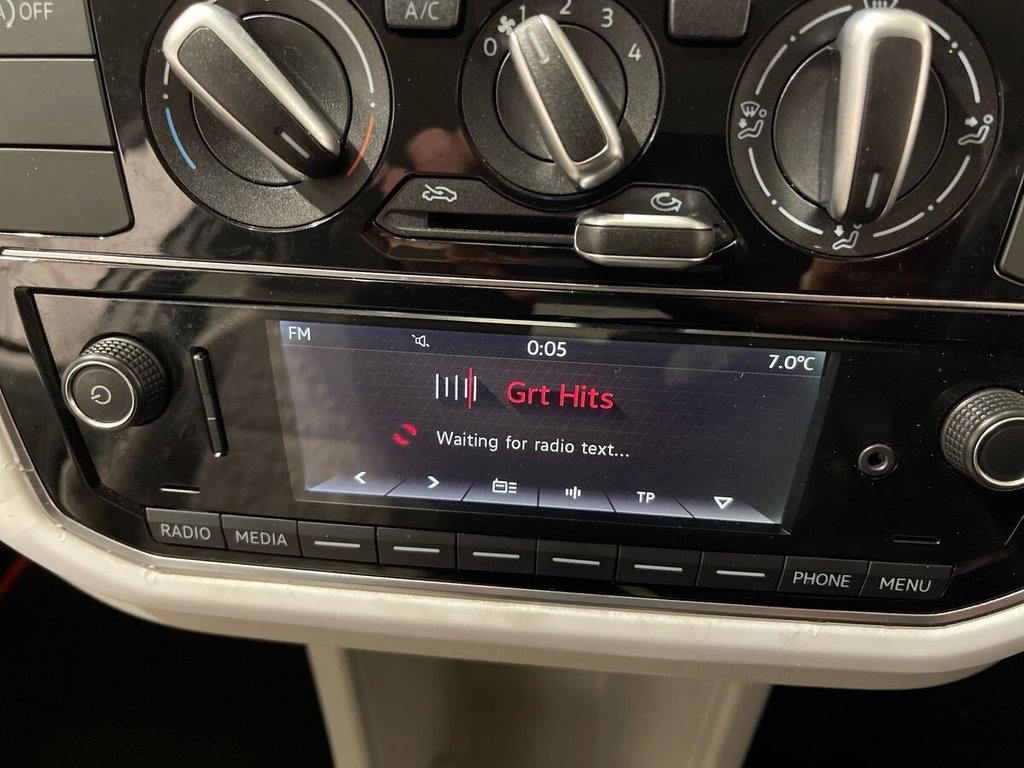 OFF
A/C
0 1 2 3 4
FM 0:05 7.0°C
Grt Hits
Waiting for radio text...
< > TP
RADIO MEDIA PHONE MENU